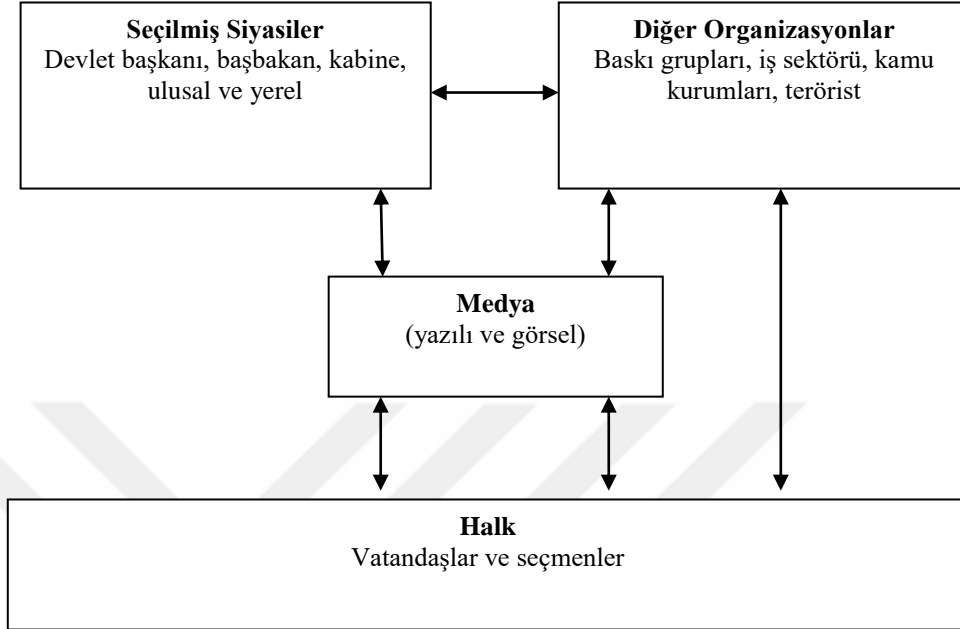 Seçilmiş Siyasiler
Devlet başkanı, başbakan, kabine,
ulusal ve yerel
Diğer Organizasyonlar
Baskı grupları, iş sektörü, kamu
kurumları, terörist
Medya
(yazılı ve görsel)
Halk
Vatandaşlar ve seçmenler